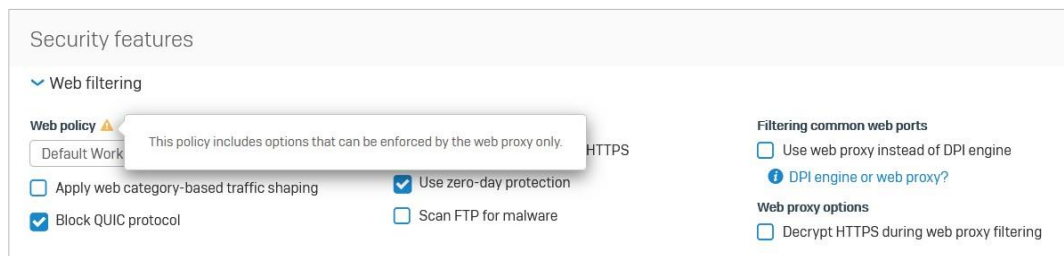 Security features
Web filtering
Web policy
This policy includes options that can be enforced by the web proxy only.
Default Work
HTTPS
Apply web category-based traffic shaping
Use zero-day protection
Block QUIC protocol
Scan FTP for malware
Filtering common web ports
Use web proxy instead of DPI engine
DPI engine or web proxy?
Web proxy options
Decrypt HTTPS during web proxy filtering